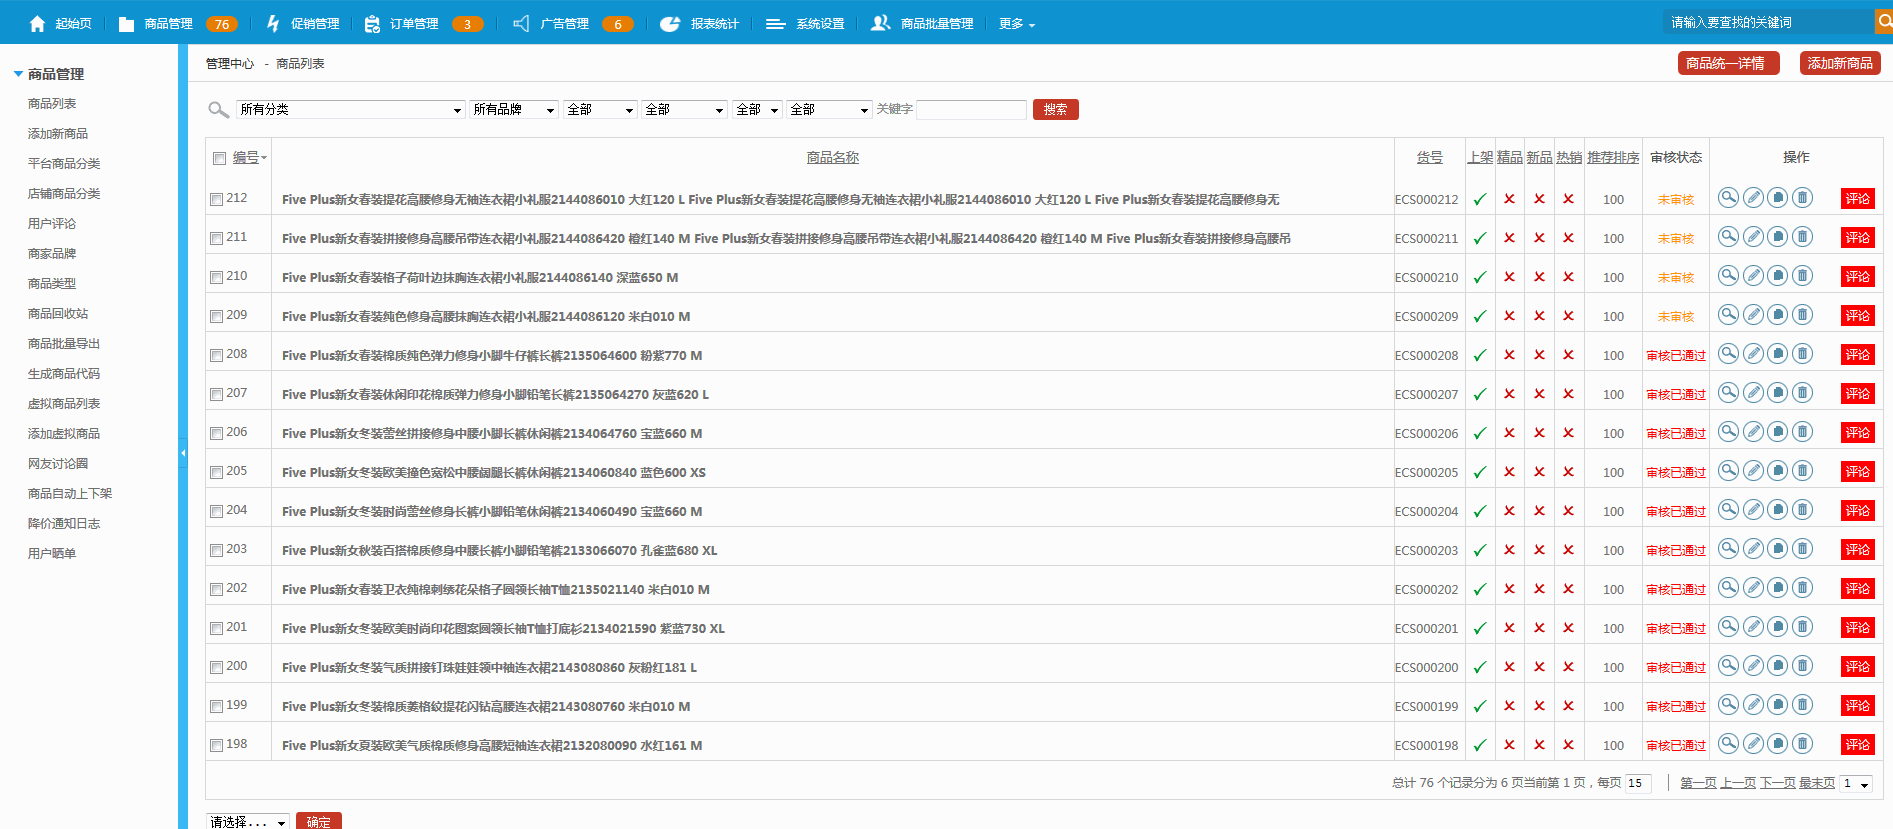 起始页 商品管理 76 促销管理 订单管理 3 广告管理 6 报表统计 系统设置 商品批量管理 更多 请输入要查找的关键词
商品管理
商品列表
添加新商品
平台商品分类
店铺商品分类
用户评论
商家品牌
商品类型
商品回收站
商品批量导出
生成商品代码
虚拟商品列表
添加虚拟商品
网友讨论圈
商品自动上下架
降价通知日志
用户晒单
管理中心 - 商品列表 商品统一详情 添加新商品
所有分类 所有品牌 全部 全部 全部 全部 关键字 搜索
编号 商品名称 货号 上架 精品 新品 热销 推荐排序 审核状态 操作
212 Five Plus新女春装提花高腰修身无袖连衣裙小礼服2144086010 大红120 L Five Plus新女春装提花高腰修身无袖连衣裙小礼服2144086010 大红120 L Five Plus新女春装提花高腰修身无 ECS000212 100 未审核 评论
211 Five Plus新女春装拼接修身高腰吊带连衣裙小礼服2144086420 橙红140 M Five Plus新女春装拼接修身高腰吊带连衣裙小礼服2144086420 橙红140 M Five Plus新女春装拼接修身高腰吊 ECS000211 100 未审核 评论
210 Five Plus新女春装格子荷叶边抹胸连衣裙小礼服2144086140 深蓝650 M ECS000210 100 未审核 评论
209 Five Plus新女春装纯色修身高腰抹胸连衣裙小礼服2144086120 米白010 M ECS000209 100 未审核 评论
208 Five Plus新女春装棉质纯色弹力修身小脚牛仔裤长裤2135064600 粉紫770 M ECS000208 100 审核已通过 评论
207 Five Plus新女春装休闲印花棉质弹力修身小脚铅笔长裤2135064270 灰蓝620 L ECS000207 100 审核已通过 评论
206 Five Plus新女冬装蕾丝拼接修身中腰小脚长裤休闲裤2134064760 宝蓝660 M ECS000206 100 审核已通过 评论
205 Five Plus新女冬装欧美撞色宽松中腰阔腿长裤休闲裤2134060840 蓝色600 XS ECS000205 100 审核已通过 评论
204 Five Plus新女冬装时尚蕾丝修身长裤小脚铅笔休闲裤2134060490 宝蓝660 M ECS000204 100 审核已通过 评论
203 Five Plus新女秋装百搭棉质修身中腰长裤小脚铅笔裤2133066070 孔雀蓝680 XL ECS000203 100 审核已通过 评论
202 Five Plus新女春装卫衣纯棉刺绣花朵格子圆领长袖T恤2135021140 米白010 M ECS000202 100 审核已通过 评论
201 Five Plus新女冬装欧美时尚印花图案圆领长袖T恤打底衫2134021590 紫蓝730 XL ECS000201 100 审核已通过 评论
200 Five Plus新女冬装气质拼接钉珠娃娃领中袖连衣裙2143080860 灰粉红181 L ECS000200 100 审核已通过 评论
199 Five Plus新女冬装棉质菱格纹提花闪钻高腰连衣裙2143080760 米白010 M ECS000199 100 审核已通过 评论
198 Five Plus新女夏装欧美气质棉质修身高腰短袖连衣裙2132080090 水红161 M ECS000198 100 审核已通过 评论
总计 76 个记录分为 6 页当前第 1 页，每页 15 | 第一页 上一页 下一页 最末页 1
请选择... 确定